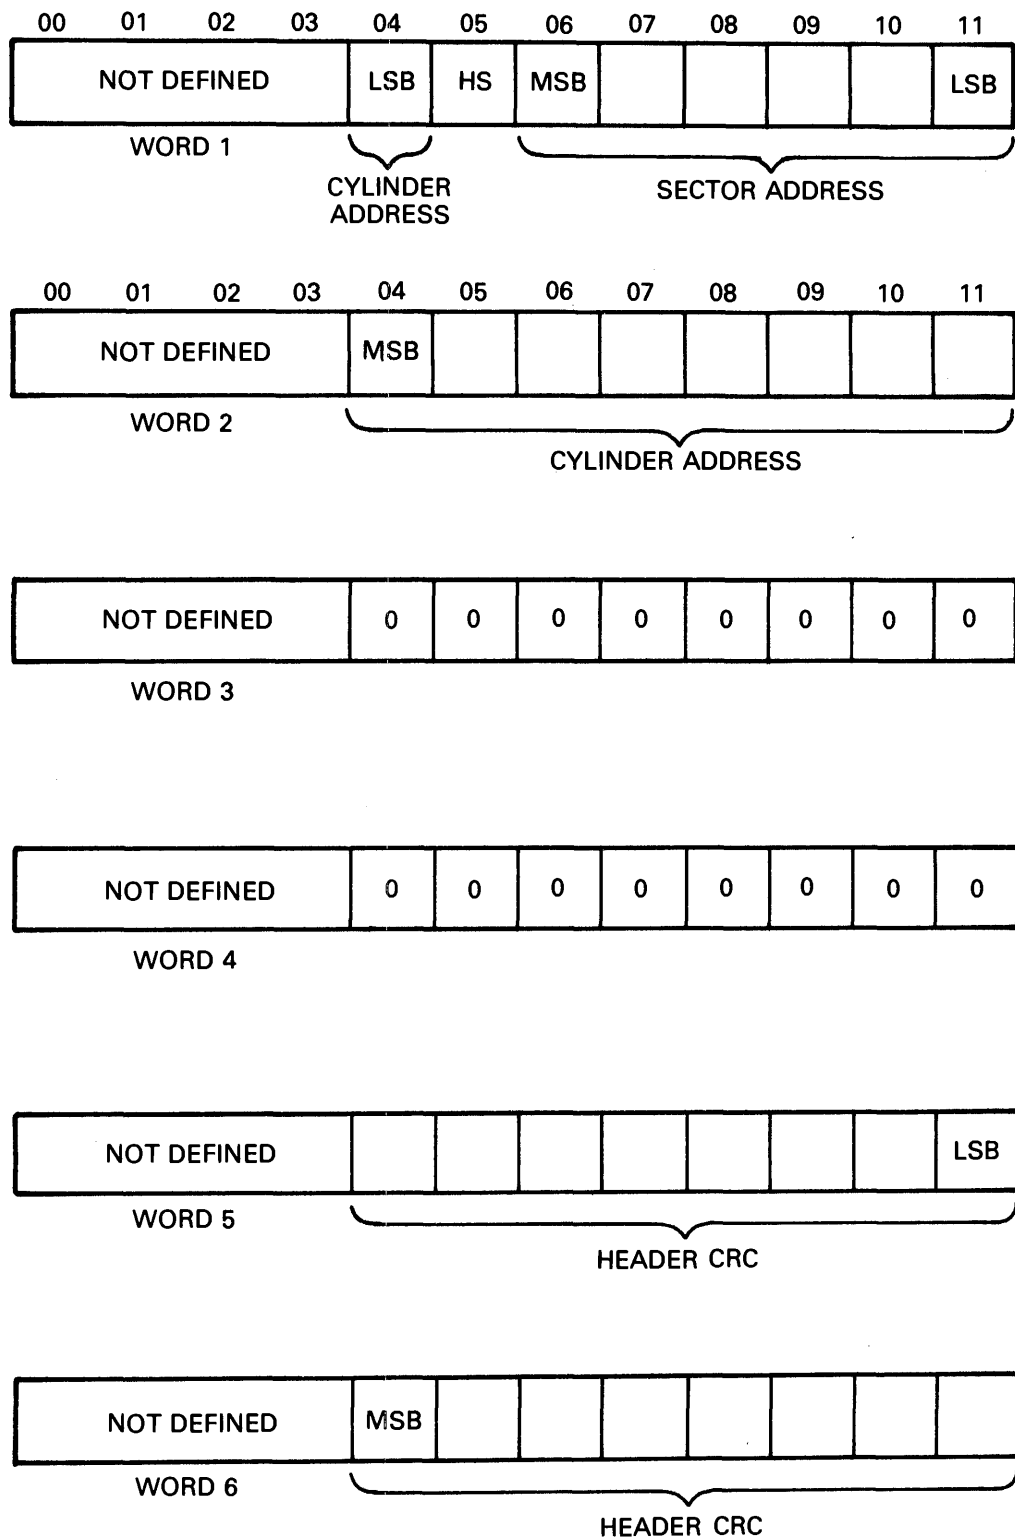 00 01 02 03 04 05 06 07 08 09 10 11
NOT DEFINED LSB HS MSB LSB
WORD 1
CYLINDER ADDRESS
SECTOR ADDRESS
00 01 02 03 04 05 06 07 08 09 10 11
NOT DEFINED MSB
WORD 2
CYLINDER ADDRESS
NOT DEFINED 0 0 0 0 0 0 0 0
WORD 3
NOT DEFINED 0 0 0 0 0 0 0 0
WORD 4
NOT DEFINED LSB
WORD 5
HEADER CRC
NOT DEFINED MSB
WORD 6
HEADER CRC